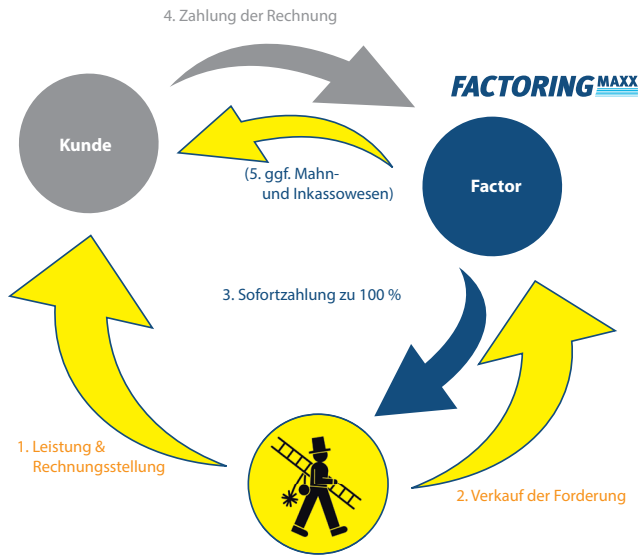 4. Zahlung der Rechnung
FACTORING MAXX
Kunde
(5. ggf. Mahn-
und Inkassowesen)
Factor
3. Sofortzahlung zu 100 %
1. Leistung &
Rechnungsstellung
2. Verkauf der Forderung